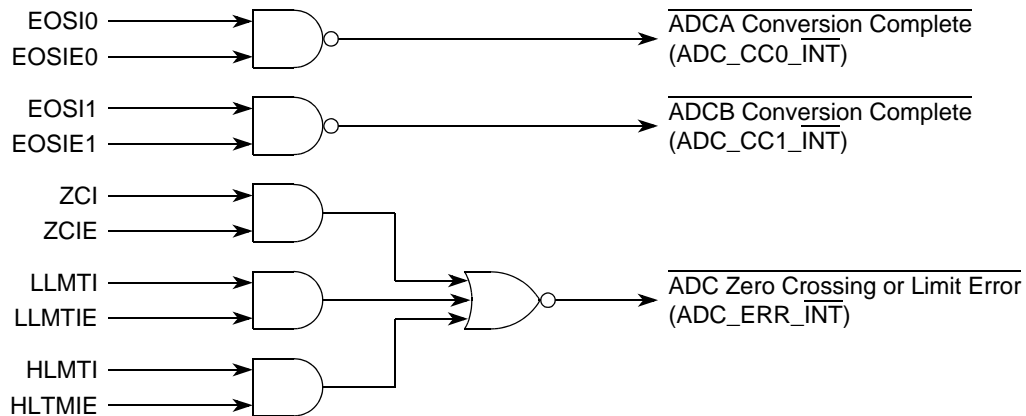 EOSI0
EOSIE0
ADCA Conversion Complete
(ADC_CC0_INT)
EOSI1
EOSIE1
ADCB Conversion Complete
(ADC_CC1_INT)
ZCI
ZCIE
LLMTI
LLMTIE
ADC Zero Crossing or Limit Error
(ADC_ERR_INT)
HLMTI
HLTMIE